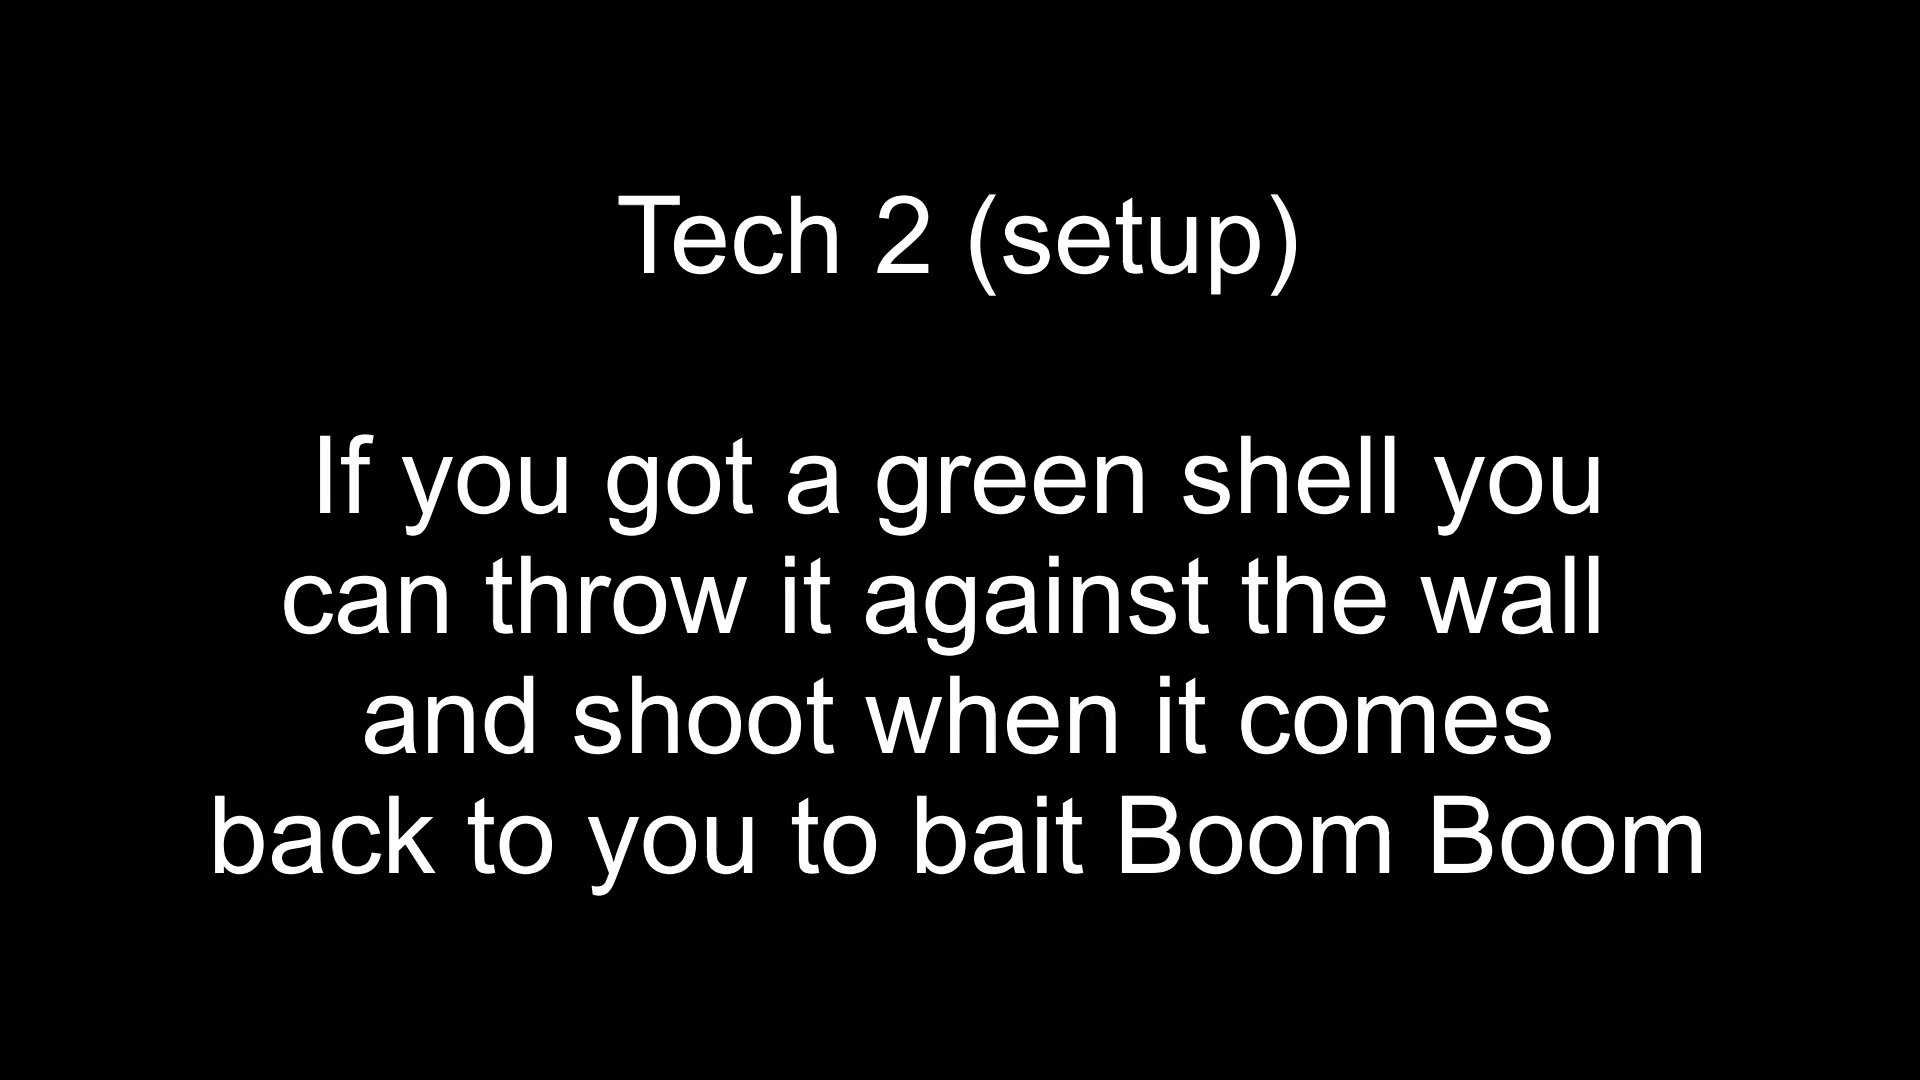 Tech 2 (setup)
If you got a green shell you
can throw it against the wall
and shoot when it comes
back to you to bait Boom Boom